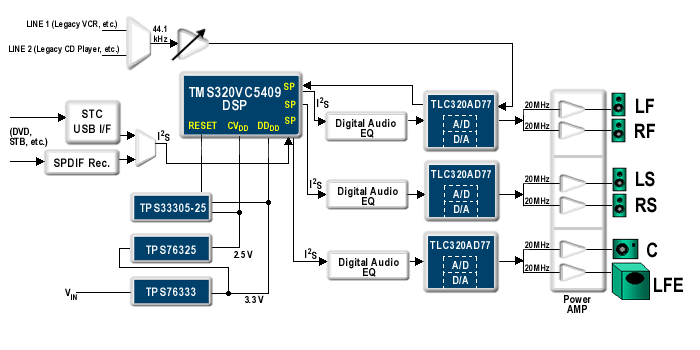 LINE 1 (Legacy VCR, etc.)
44.1
kHz
LINE 2 (Legacy CD Player, etc.)
TMS320VC5409
DSP
SP
SP
SP
RESET CVDD DDDD
I2S
Digital Audio
EQ
TLC320AD77
A/D
D/A
20MHz
20MHz
LF
RF
STC
USB I/F
(DVD,
STB, etc.)
I2S
SPDIF Rec.
I2S
Digital Audio
EQ
TLC320AD77
A/D
D/A
20MHz
20MHz
LS
RS
TPS33305-25
TPS76325
2.5 V
I2S
Digital Audio
EQ
TLC320AD77
A/D
D/A
20MHz
20MHz
C
LFE
VIN
TPS76333
3.3 V
Power
AMP